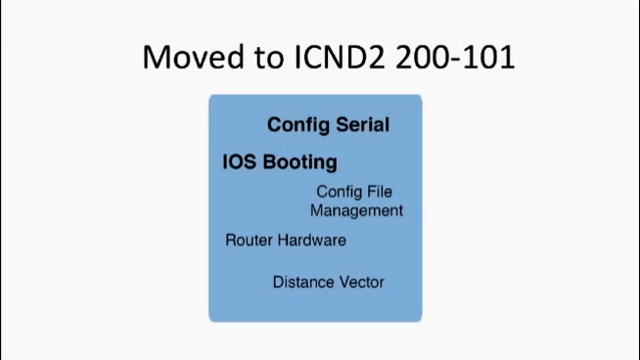 Moved to ICND2 200-101
Config Serial
IOS Booting
Config File
Management
Router Hardware
Distance Vector